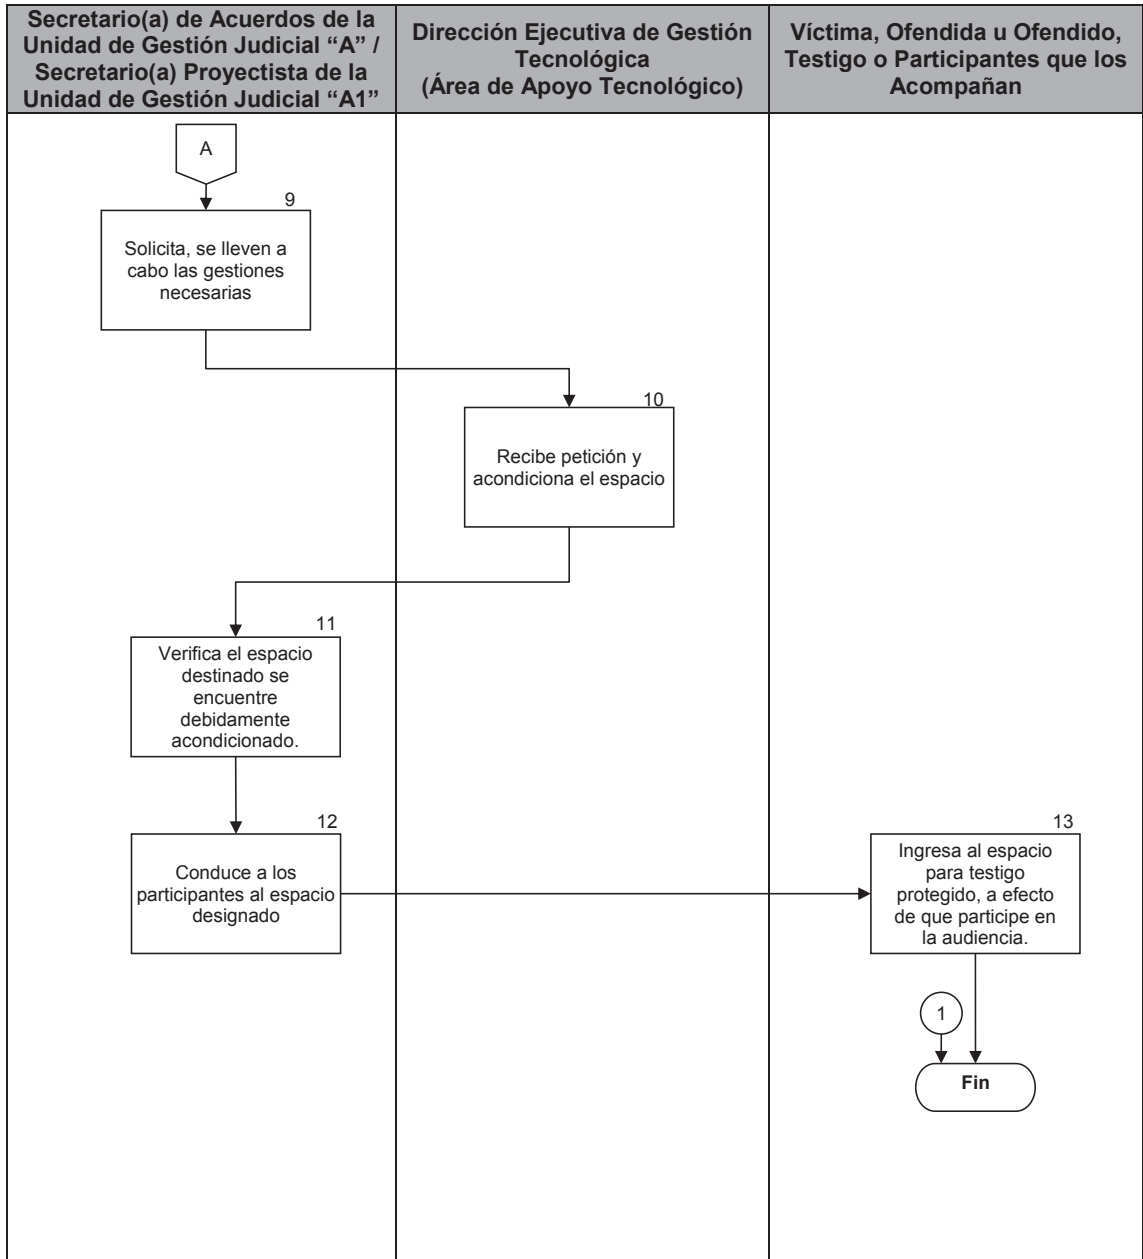 Secretario(a) de Acuerdos de la
Unidad de Gestión Judicial “A” /
Secretario(a) Proyectista de la
Unidad de Gestión Judicial “A1”
Dirección Ejecutiva de Gestión
Tecnológica
(Área de Apoyo Tecnológico)
Víctima, Ofendida u Ofendido,
Testigo o Participantes que los
Acompañan
A
9
Solicita, se lleven a
cabo las gestiones
necesarias
10
Recibe petición y
acondiciona el espacio
11
Verifica el espacio
destinado se
encuentre
debidamente
acondicionado.
12
Conduce a los
participantes al espacio
designado
13
Ingresa al espacio
para testigo
protegido, a efecto
de que participe en
la audiencia.
1
Fin